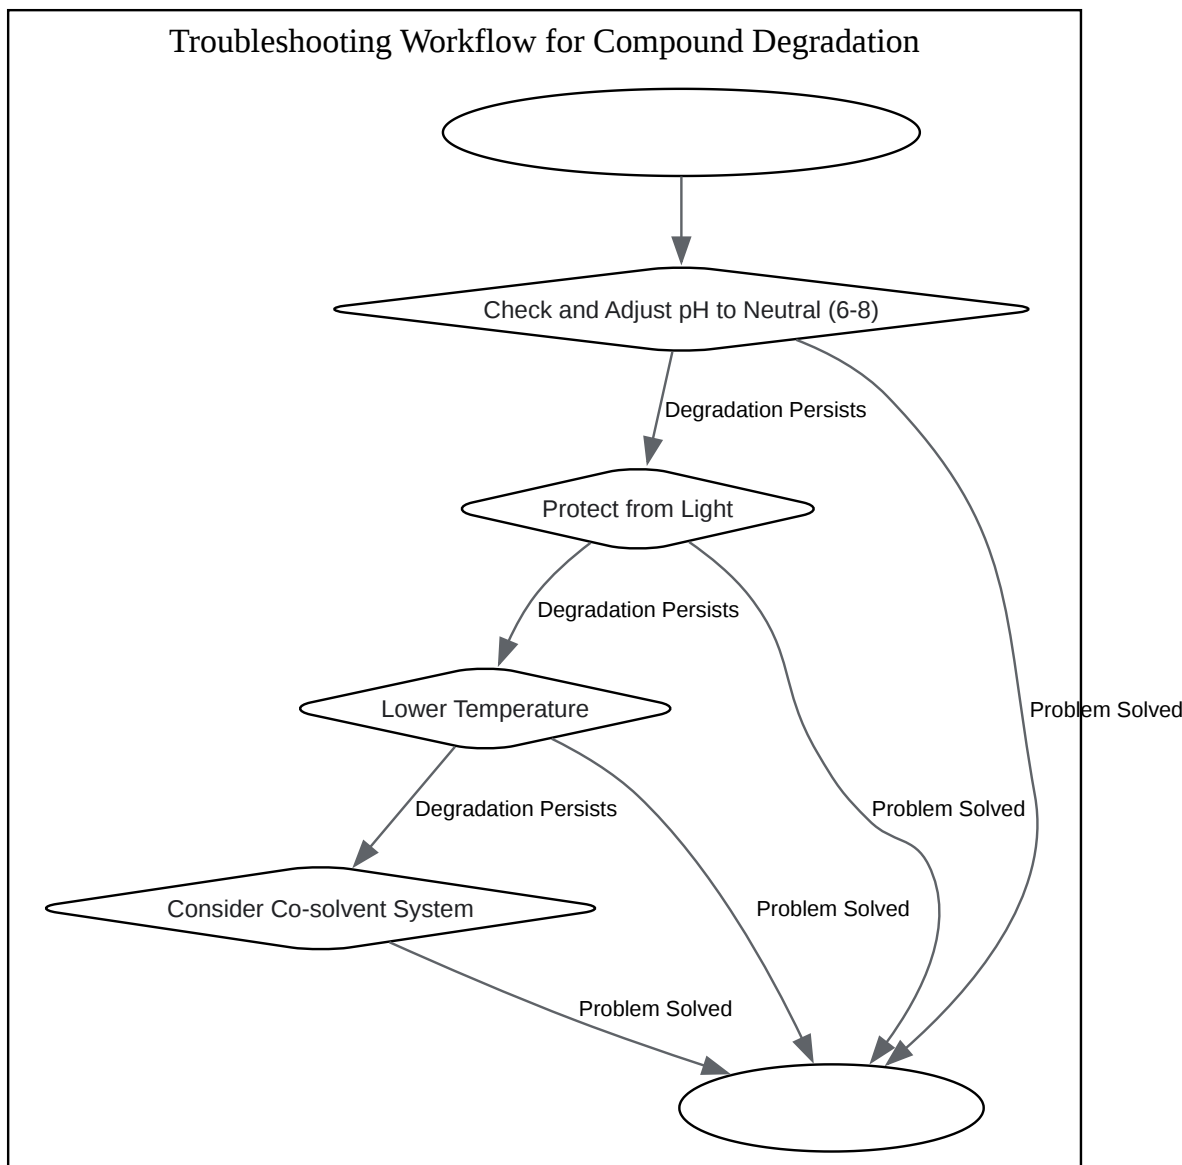 Troubleshooting Workflow for Compound Degradation
Check and Adjust pH to Neutral (6-8)
Degradation Persists
Protect from Light
Degradation Persists
Lower Temperature
Problem Solved
Degradation Persists
Problem Solved
Consider Co-solvent System
Problem Solved
Problem Solved